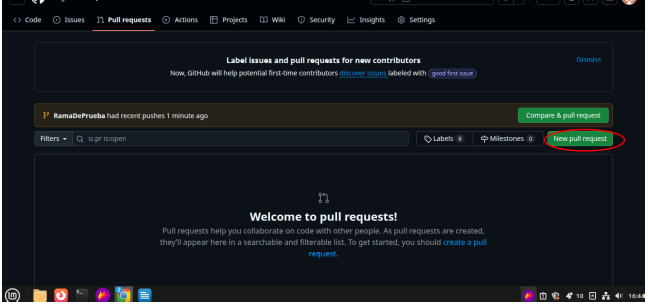 Code Issues Pull requests Actions Projects Wiki Security Insights Settings
Label issues and pull requests for new contributors
Dismiss
Now, GitHub will help potential first-time contributors discover issues labeled with good first issue
RamaDePrueba had recent pushes 1 minute ago
Compare & pull request
Filters
is:pr is:open
Labels 9
Milestones 0
New pull request
Welcome to pull requests!
Pull requests help you collaborate on code with other people. As pull requests are created,
they'll appear here in a searchable and filterable list. To get started, you should create a pull
request.
10
16:44